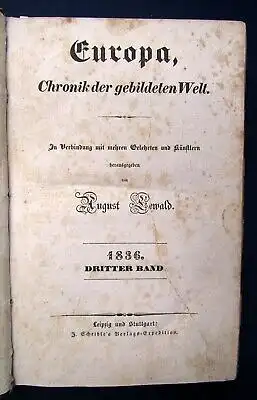 Europa,
Chronik der gebildeten Welt.
In Verbindung mit mehren Gelehrten und Künstlern
herausgegeben
von
August Lewald.
1836.
DRITTER BAND
Leipzig und Stuttgart:
J. Scheible's Verlags-Expedition.